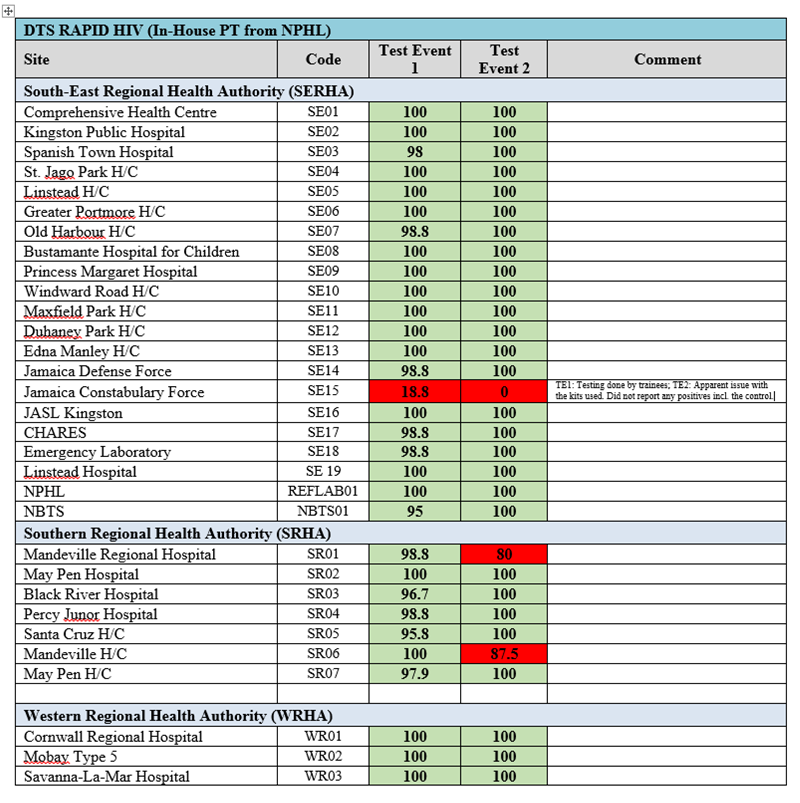 DTS RAPID HIV (In-House PT from NPHL)
Site Code Test Event 1 Test Event 2 Comment
South-East Regional Health Authority (SERHA)
Comprehensive Health Centre SE01 100 100
Kingston Public Hospital SE02 100 100
Spanish Town Hospital SE03 98 100
St. Jago Park H/C SE04 100 100
Linstead H/C SE05 100 100
Greater Portmore H/C SE06 100 100
Old Harbour H/C SE07 98.8 100
Bustamante Hospital for Children SE08 100 100
Princess Margaret Hospital SE09 100 100
Windward Road H/C SE10 100 100
Maxfield Park H/C SE11 100 100
Duhaney Park H/C SE12 100 100
Edna Manley H/C SE13 100 100
Jamaica Defense Force SE14 98.8 100
Jamaica Constabulary Force SE15 18.8 0 TE1: Testing done by trainees; TE2: Apparent issue with
the kits used. Did not report any positives incl. the control.
JASL Kingston SE16 100 100
CHARES SE17 98.8 100
Emergency Laboratory SE18 98.8 100
Linstead Hospital SE 19 100 100
NPHL REFLAB01 100 100
NBTS NBTS01 95 100
Southern Regional Health Authority (SRHA)
Mandeville Regional Hospital SR01 98.8 80
May Pen Hospital SR02 100 100
Black River Hospital SR03 96.7 100
Percy Junor Hospital SR04 98.8 100
Santa Cruz H/C SR05 95.8 100
Mandeville H/C SR06 100 87.5
May Pen H/C SR07 97.9 100
Western Regional Health Authority (WRHA)
Cornwall Regional Hospital WR01 100 100
Mobay Type 5 WR02 100 100
Savanna-La-Mar Hospital WR03 100 100